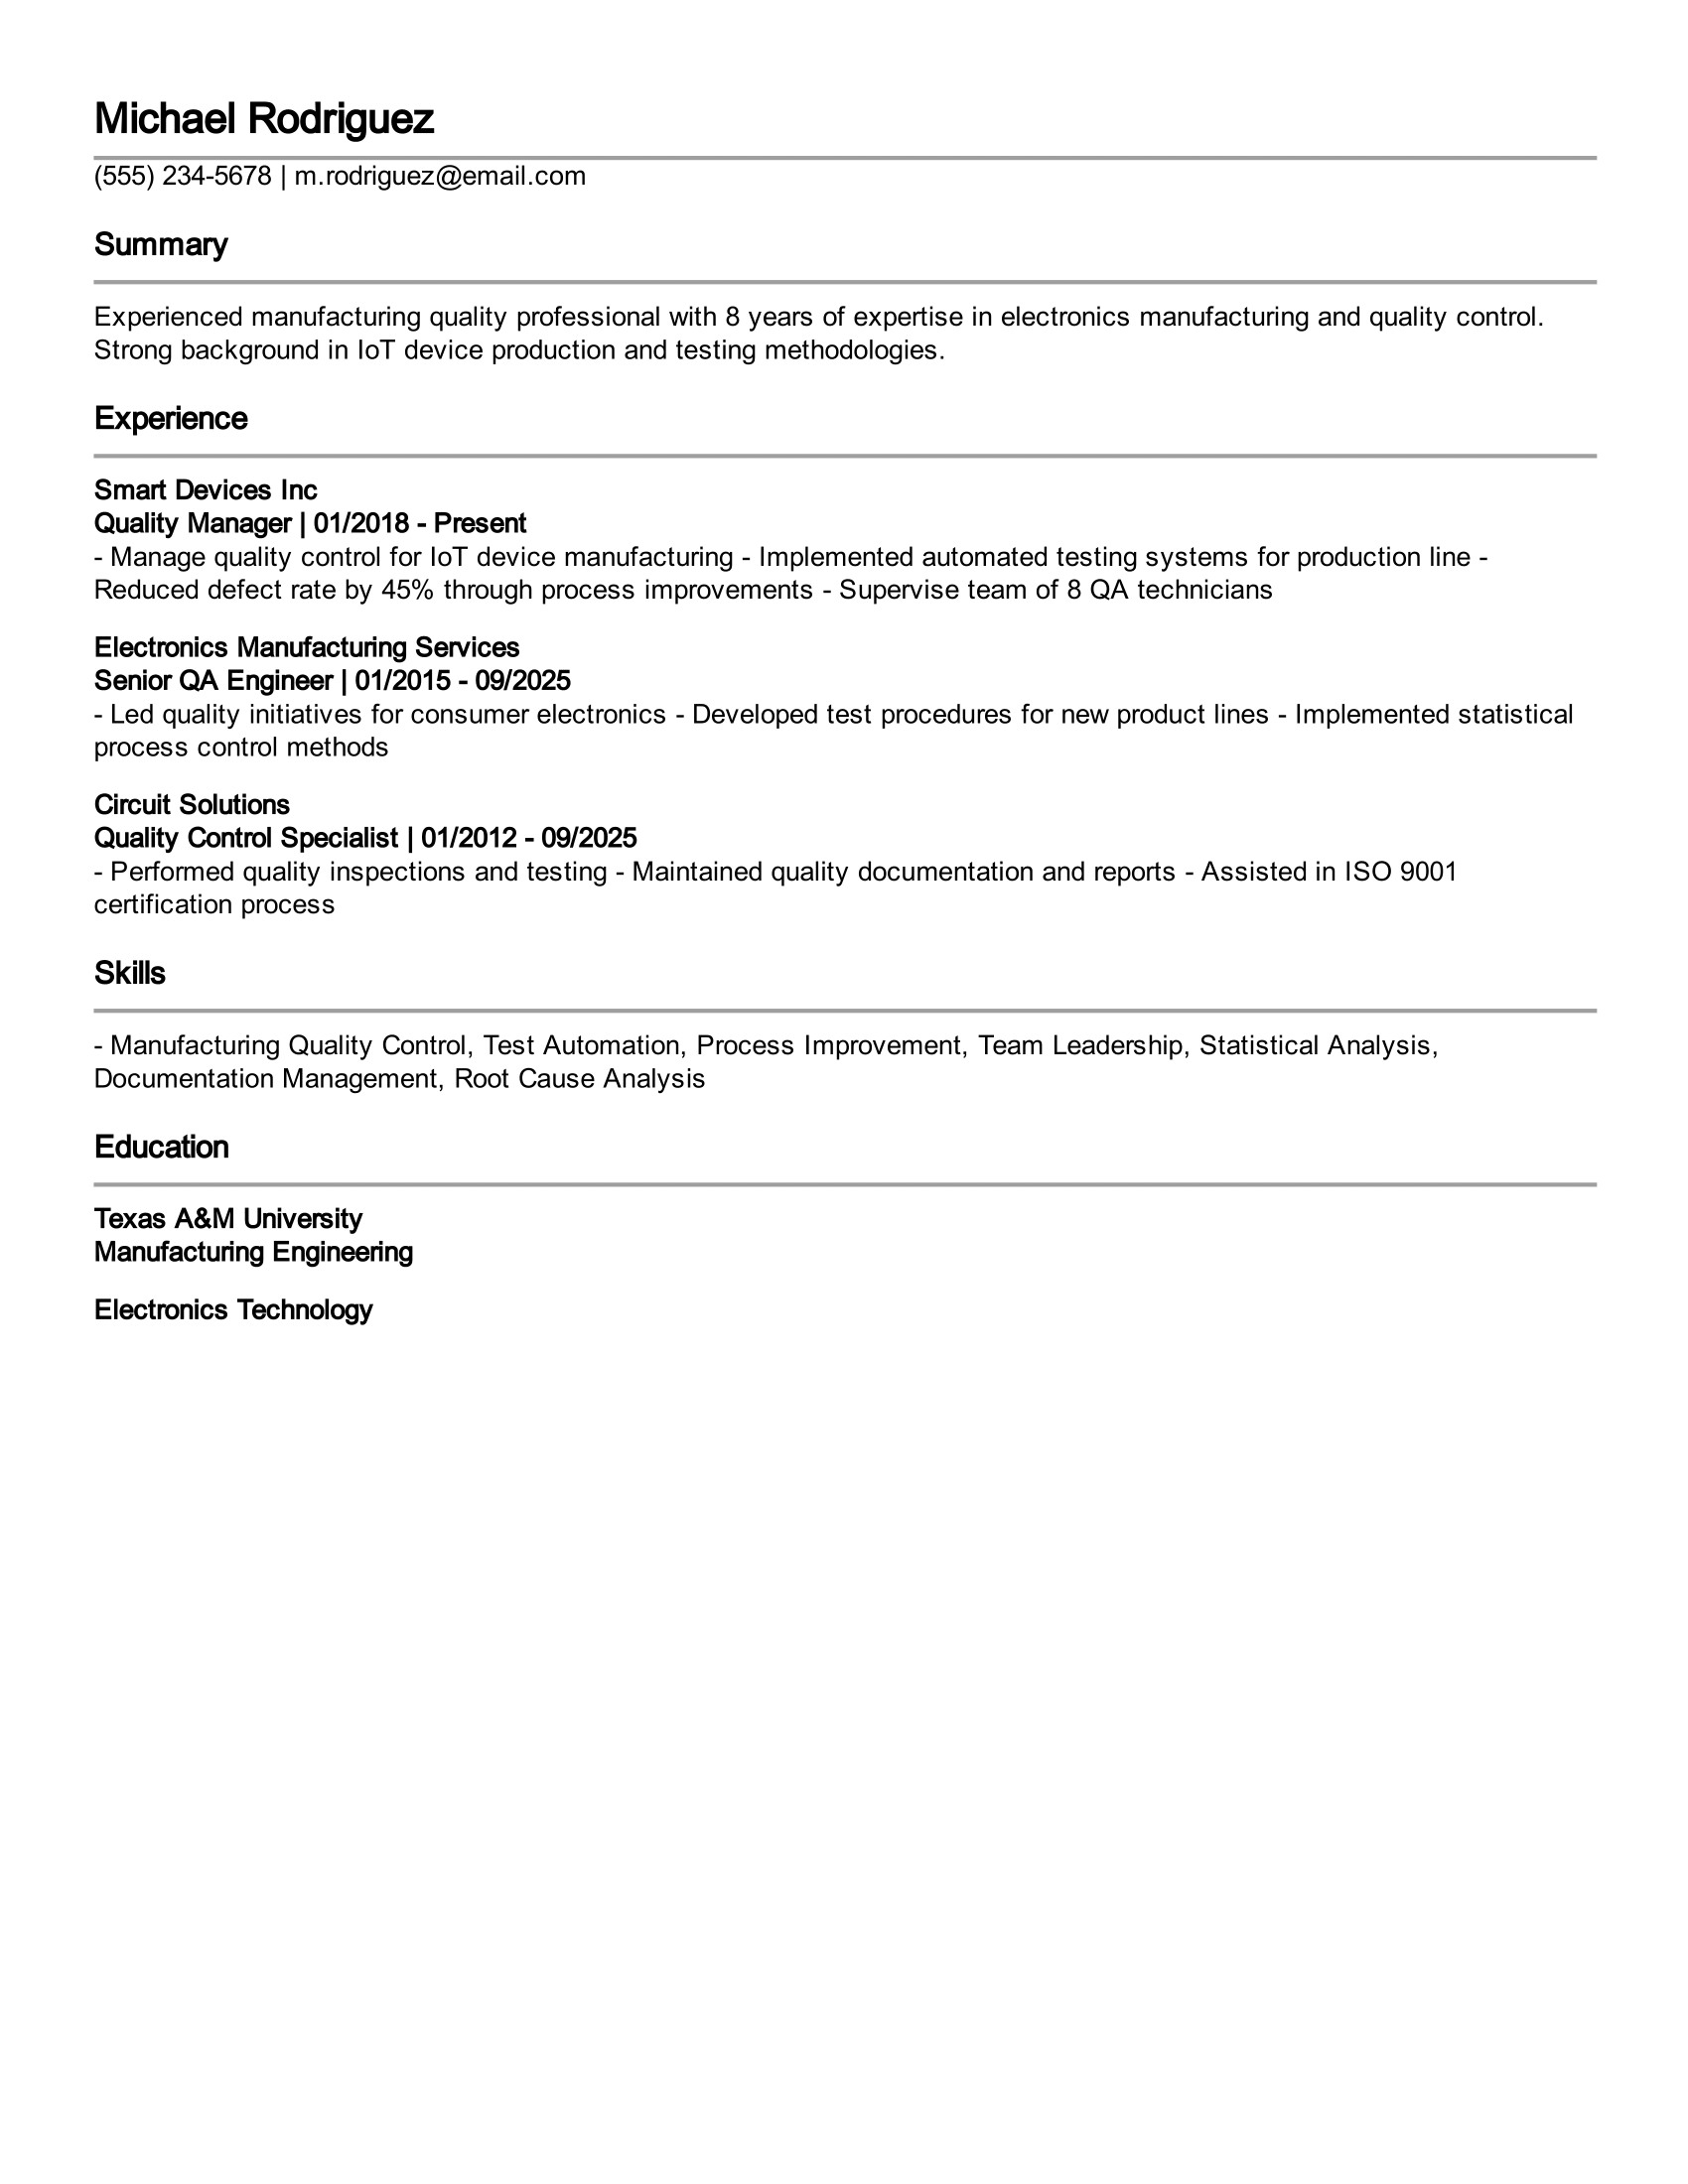 Michael Rodriguez
(555) 234-5678 | m.rodriguez@email.com
Summary
Experienced manufacturing quality professional with 8 years of expertise in electronics manufacturing and quality control.
Strong background in IoT device production and testing methodologies.
Experience
Smart Devices Inc
Quality Manager | 01/2018 - Present
- Manage quality control for IoT device manufacturing - Implemented automated testing systems for production line -
Reduced defect rate by 45% through process improvements - Supervise team of 8 QA technicians
Electronics Manufacturing Services
Senior QA Engineer | 01/2015 - 09/2025
- Led quality initiatives for consumer electronics - Developed test procedures for new product lines - Implemented statistical
process control methods
Circuit Solutions
Quality Control Specialist | 01/2012 - 09/2025
- Performed quality inspections and testing - Maintained quality documentation and reports - Assisted in ISO 9001
certification process
Skills
- Manufacturing Quality Control, Test Automation, Process Improvement, Team Leadership, Statistical Analysis,
Documentation Management, Root Cause Analysis
Education
Texas A&M University
Manufacturing Engineering
Electronics Technology